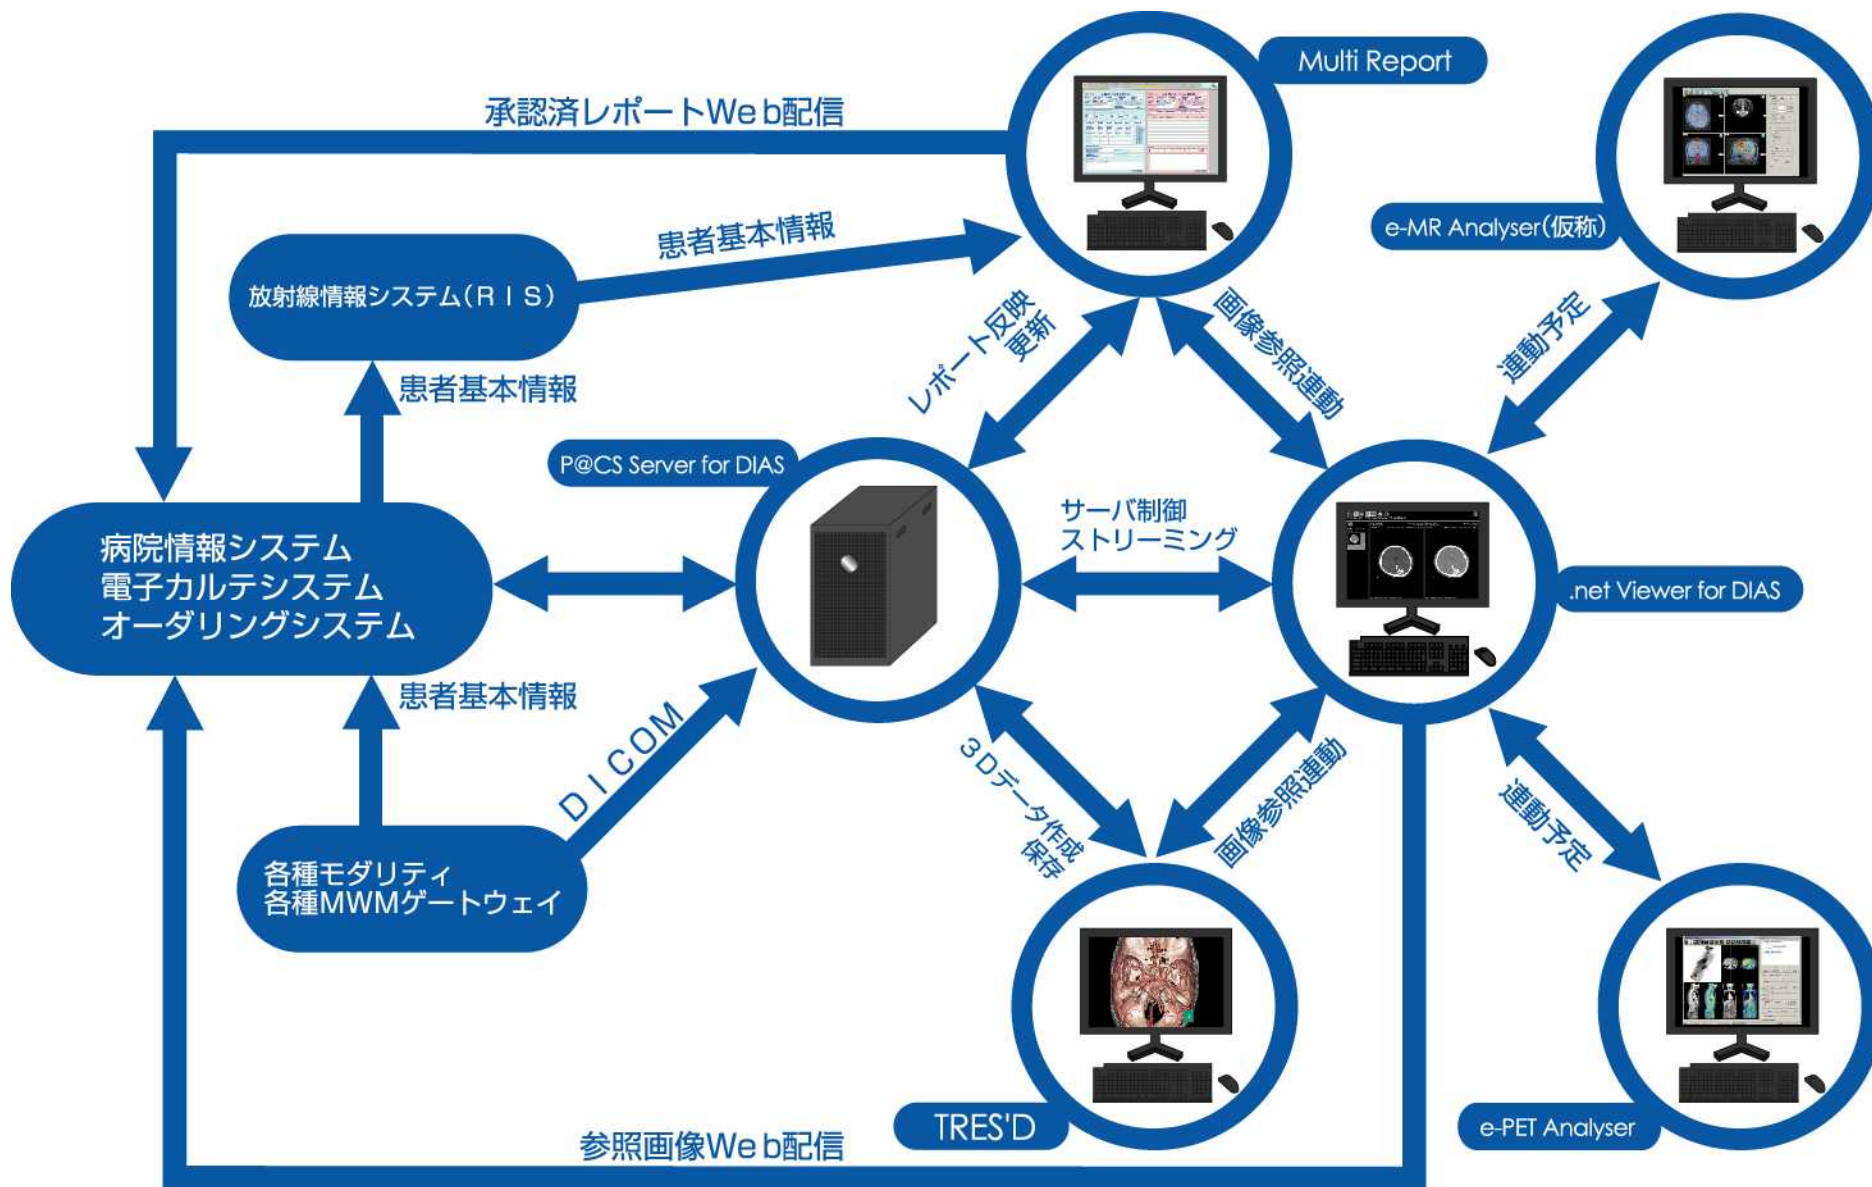 Multi Report
承認済レポートWeb配信
e-MR Analyser(仮称)
患者基本情報
放射線情報システム(RIS)
レポート反映
更新
画像参照連動
連動予定
患者基本情報
P@CS Server for DIAS
サーバ制御
ストリーミング
病院情報システム
電子カルテシステム
オーダリングシステム
.net Viewer for DIAS
患者基本情報
DICOM
3Dデータ作成
保存
画像参照連動
連動予定
各種モダリティ
各種MWMゲートウェイ
TRES'D
e-PET Analyser
参照画像Web配信